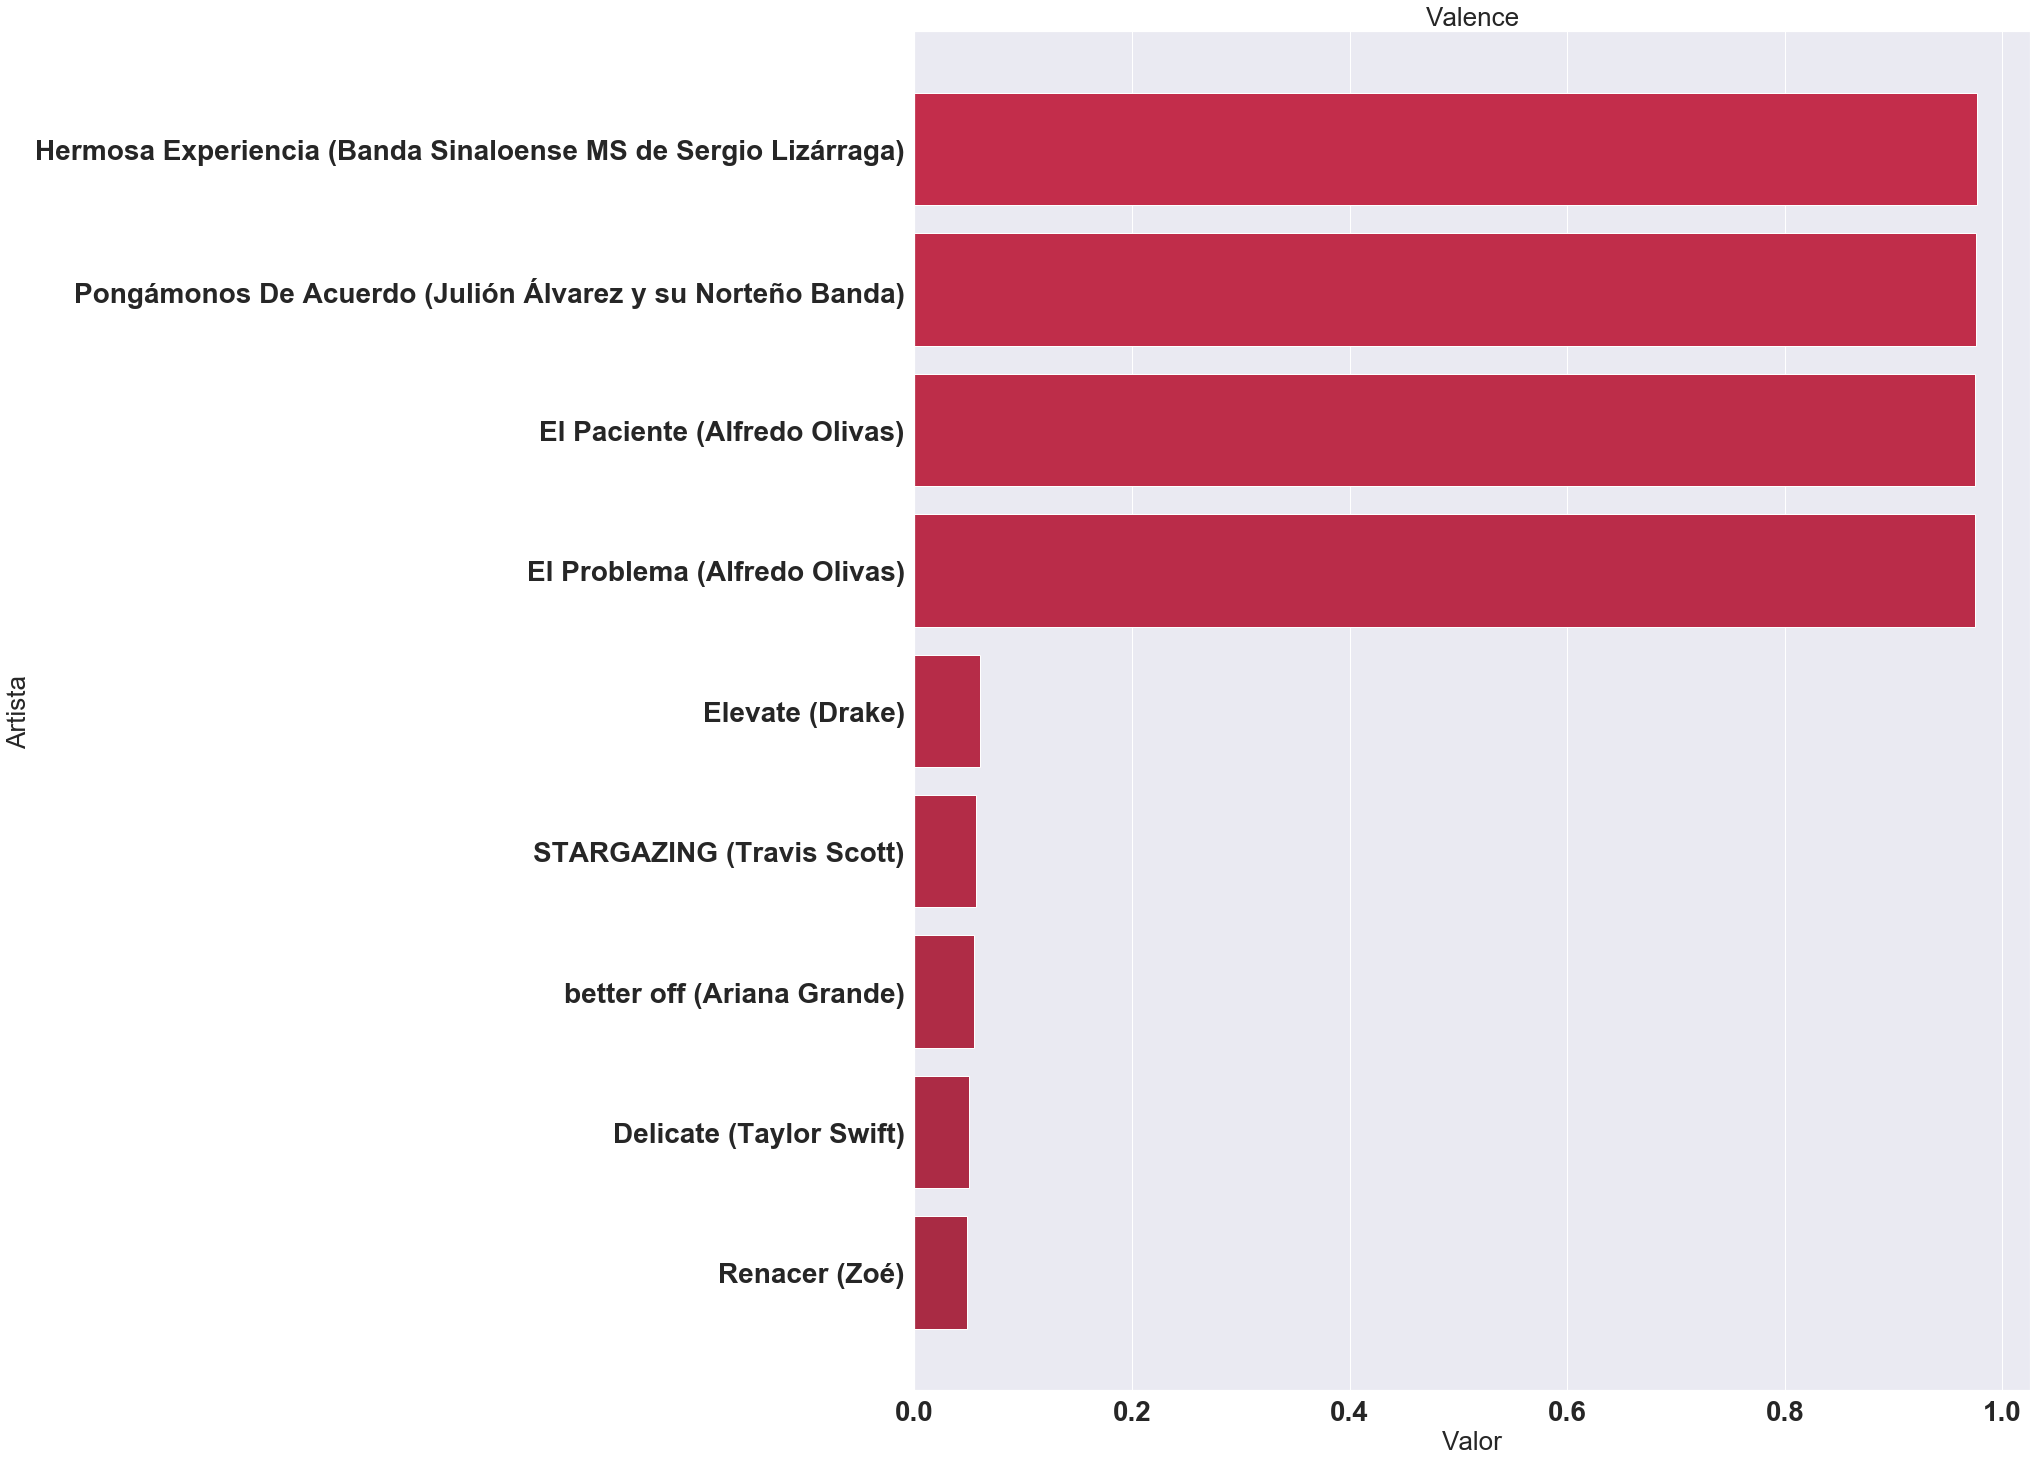 Valence
Hermosa Experiencia (Banda Sinaloense MS de Sergio Lizárraga)
Pongámonos De Acuerdo (Julión Álvarez y su Norteño Banda)
El Paciente (Alfredo Olivas)
El Problema (Alfredo Olivas)
Elevate (Drake)
STARGAZING (Travis Scott)
better off (Ariana Grande)
Delicate (Taylor Swift)
Renacer (Zoé)
Artista
0.0 0.2 0.4 0.6 0.8 1.0
Valor